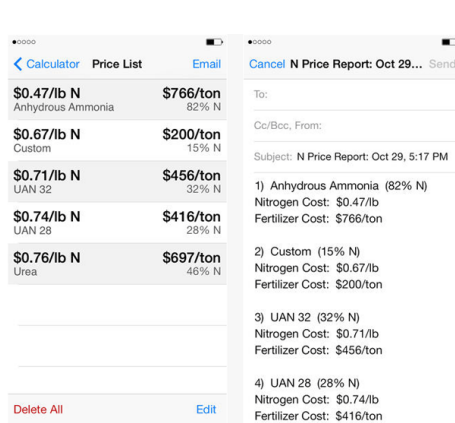 Calculator Price List Email
$0.47/lb N $766/ton
Anhydrous Ammonia 82% N
$0.67/lb N $200/ton
Custom 15% N
$0.71/lb N $456/ton
UAN 32 32% N
$0.74/lb N $416/ton
UAN 28 28% N
$0.76/lb N $697/ton
Urea 46% N
Delete All Edit
Cancel N Price Report: Oct 29... Send
To:
Cc/Bcc, From:
Subject: N Price Report: Oct 29, 5:17 PM
1) Anhydrous Ammonia (82% N)
Nitrogen Cost: $0.47/lb
Fertilizer Cost: $766/ton
2) Custom (15% N)
Nitrogen Cost: $0.67/lb
Fertilizer Cost: $200/ton
3) UAN 32 (32% N)
Nitrogen Cost: $0.71/lb
Fertilizer Cost: $456/ton
4) UAN 28 (28% N)
Nitrogen Cost: $0.74/lb
Fertilizer Cost: $416/ton